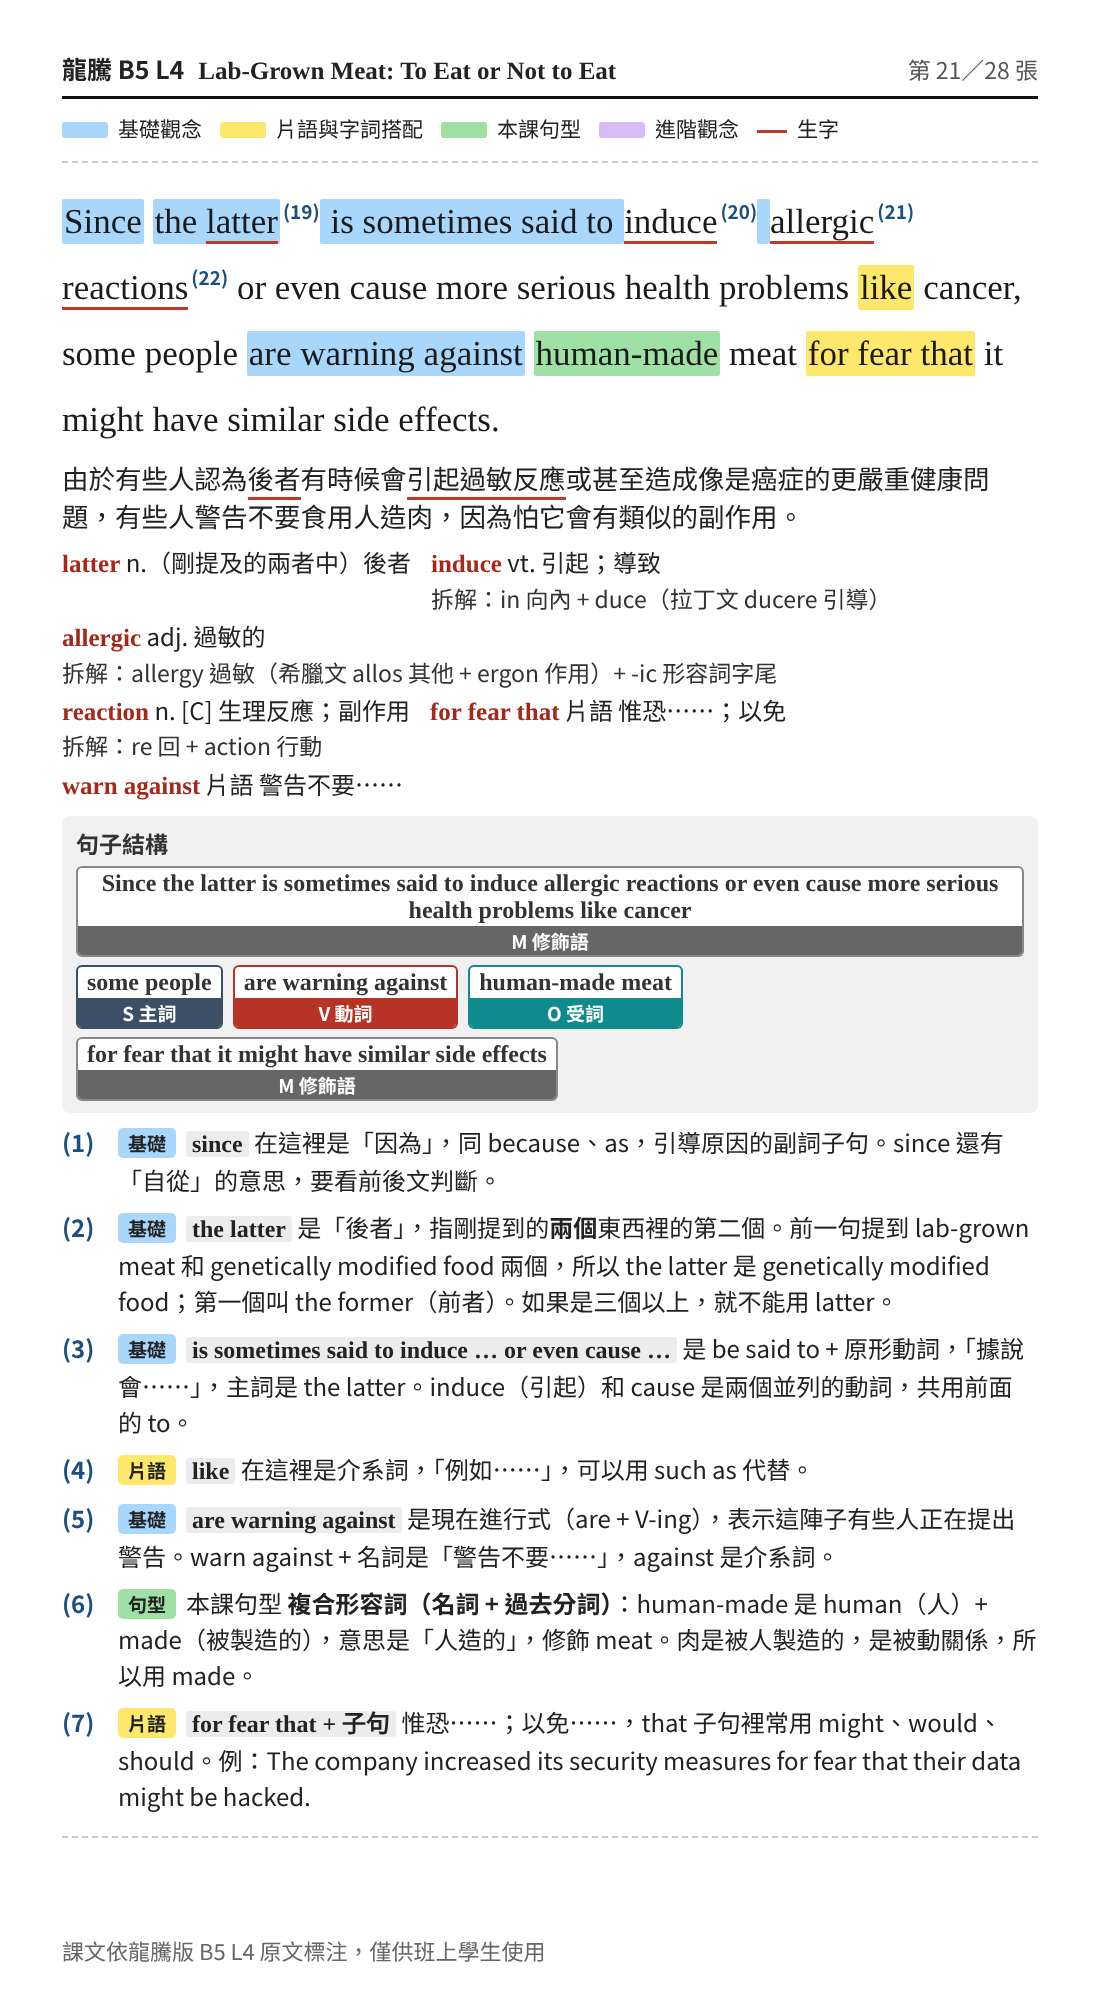 龍騰 B5 L4 Lab-Grown Meat: To Eat or Not to Eat 第 21／28 張
基礎觀念 片語與字詞搭配 本課句型 進階觀念 生字
Since the latter(19) is sometimes said to induce(20) allergic(21)
reactions(22) or even cause more serious health problems like cancer,
some people are warning against human-made meat for fear that it
might have similar side effects.
由於有些人認為後者有時候會引起過敏反應或甚至造成像是癌症的更嚴重健康問
題，有些人警告不要食用人造肉，因為怕它會有類似的副作用。
latter n.（剛提及的兩者中）後者 induce vt. 引起；導致
拆解：in 向內 + duce（拉丁文 ducere 引導）
allergic adj. 過敏的
拆解：allergy 過敏（希臘文 allos 其他 + ergon 作用）+ -ic 形容詞字尾
reaction n. [C] 生理反應；副作用 for fear that 片語 惟恐……；以免
拆解：re 回 + action 行動
warn against 片語 警告不要……
句子結構
Since the latter is sometimes said to induce allergic reactions or even cause more serious
health problems like cancer
M 修飾語
some people are warning against human-made meat
S 主詞 V 動詞 O 受詞
for fear that it might have similar side effects
M 修飾語
(1) 基礎 since 在這裡是「因為」，同 because、as，引導原因的副詞子句。since 還有
「自從」的意思，要看前後文判斷。
(2) 基礎 the latter 是「後者」，指剛提到的兩個東西裡的第二個。前一句提到 lab-grown
meat 和 genetically modified food 兩個，所以 the latter 是 genetically modified
food；第一個叫 the former（前者）。如果是三個以上，就不能用 latter。
(3) 基礎 is sometimes said to induce … or even cause … 是 be said to + 原形動詞，「據說
會……」，主詞是 the latter。induce（引起）和 cause 是兩個並列的動詞，共用前面
的 to。
(4) 片語 like 在這裡是介系詞，「例如……」，可以用 such as 代替。
(5) 基礎 are warning against 是現在進行式（are + V-ing），表示這陣子有些人正在提出
警告。warn against + 名詞是「警告不要……」，against 是介系詞。
(6) 句型 本課句型 複合形容詞（名詞 + 過去分詞）：human-made 是 human（人）+
made（被製造的），意思是「人造的」，修飾 meat。肉是被人製造的，是被動關係，所
以用 made。
(7) 片語 for fear that + 子句 惟恐……；以免……，that 子句裡常用 might、would、
should。例：The company increased its security measures for fear that their data
might be hacked.
課文依龍騰版 B5 L4 原文標注，僅供班上學生使用